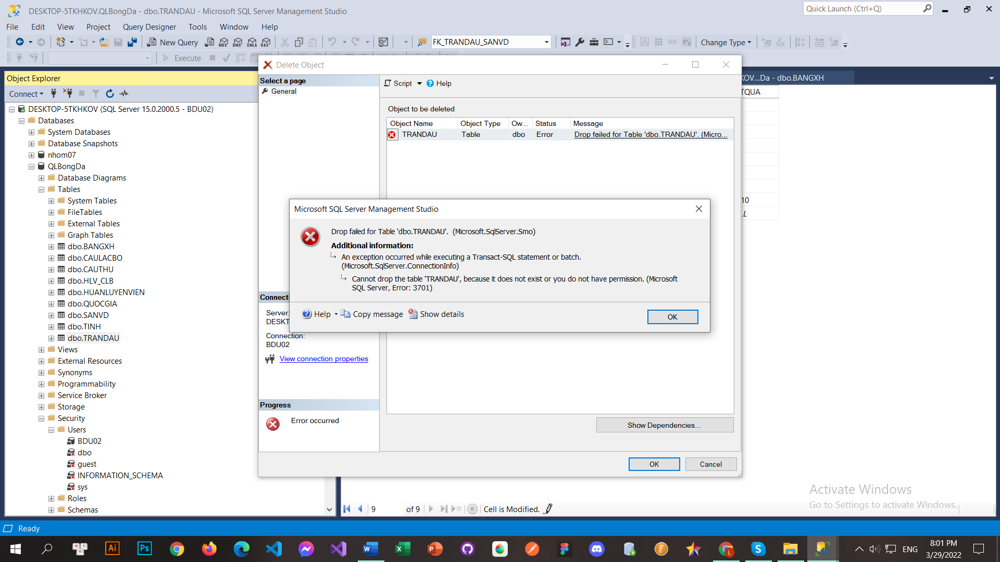 DESKTOP-5TKHKOV.QLBongDa - dbo.TRANDAU - Microsoft SQL Server Management Studio
Quick Launch (Ctrl+Q)
File Edit View Project Query Designer Tools Window Help
New Query MDX DMX XMLA DAX FK_TRANDAU_SANVD SQL Change Type
Execute
Object Explorer
Connect
DESKTOP-5TKHKOV (SQL Server 15.0.2000.5 - BDU02)
Databases
System Databases
Database Snapshots
nhom07
QLBongDa
Database Diagrams
Tables
System Tables
FileTables
External Tables
Graph Tables
dbo.BANGXH
dbo.CAULACBO
dbo.CAUTHU
dbo.HLV_CLB
dbo.HUANLUYENVIEN
dbo.QUOCGIA
dbo.SANVD
dbo.TINH
dbo.TRANDAU
Views
External Resources
Synonyms
Programmability
Service Broker
Storage
Security
Users
BDU02
dbo
guest
INFORMATION_SCHEMA
sys
Roles
Schemas
Delete Object
Select a page
General
Script Help
Object to be deleted
Object Name Object Type Ow... Status Message
TRANDAU Table dbo Error Drop failed for Table 'dbo.TRANDAU'. (Micro...
KOV...Da - dbo.BANGXH
TQUA
10
LL
Microsoft SQL Server Management Studio
Drop failed for Table 'dbo.TRANDAU'. (Microsoft.SqlServer.Smo)
Additional information:
An exception occurred while executing a Transact-SQL statement or batch.
(Microsoft.SqlServer.ConnectionInfo)
Cannot drop the table 'TRANDAU', because it does not exist or you do not have permission. (Microsoft
SQL Server, Error: 3701)
Help Copy message Show details OK
Connecti
Server:
DESKT
Connection:
BDU02
View connection properties
Progress
Error occurred
Show Dependencies...
OK Cancel
9 of 9 Cell is Modified.
Activate Windows
Go to Settings to activate Windows.
Ready
Ai Ps ENG
8:01 PM
3/29/2022